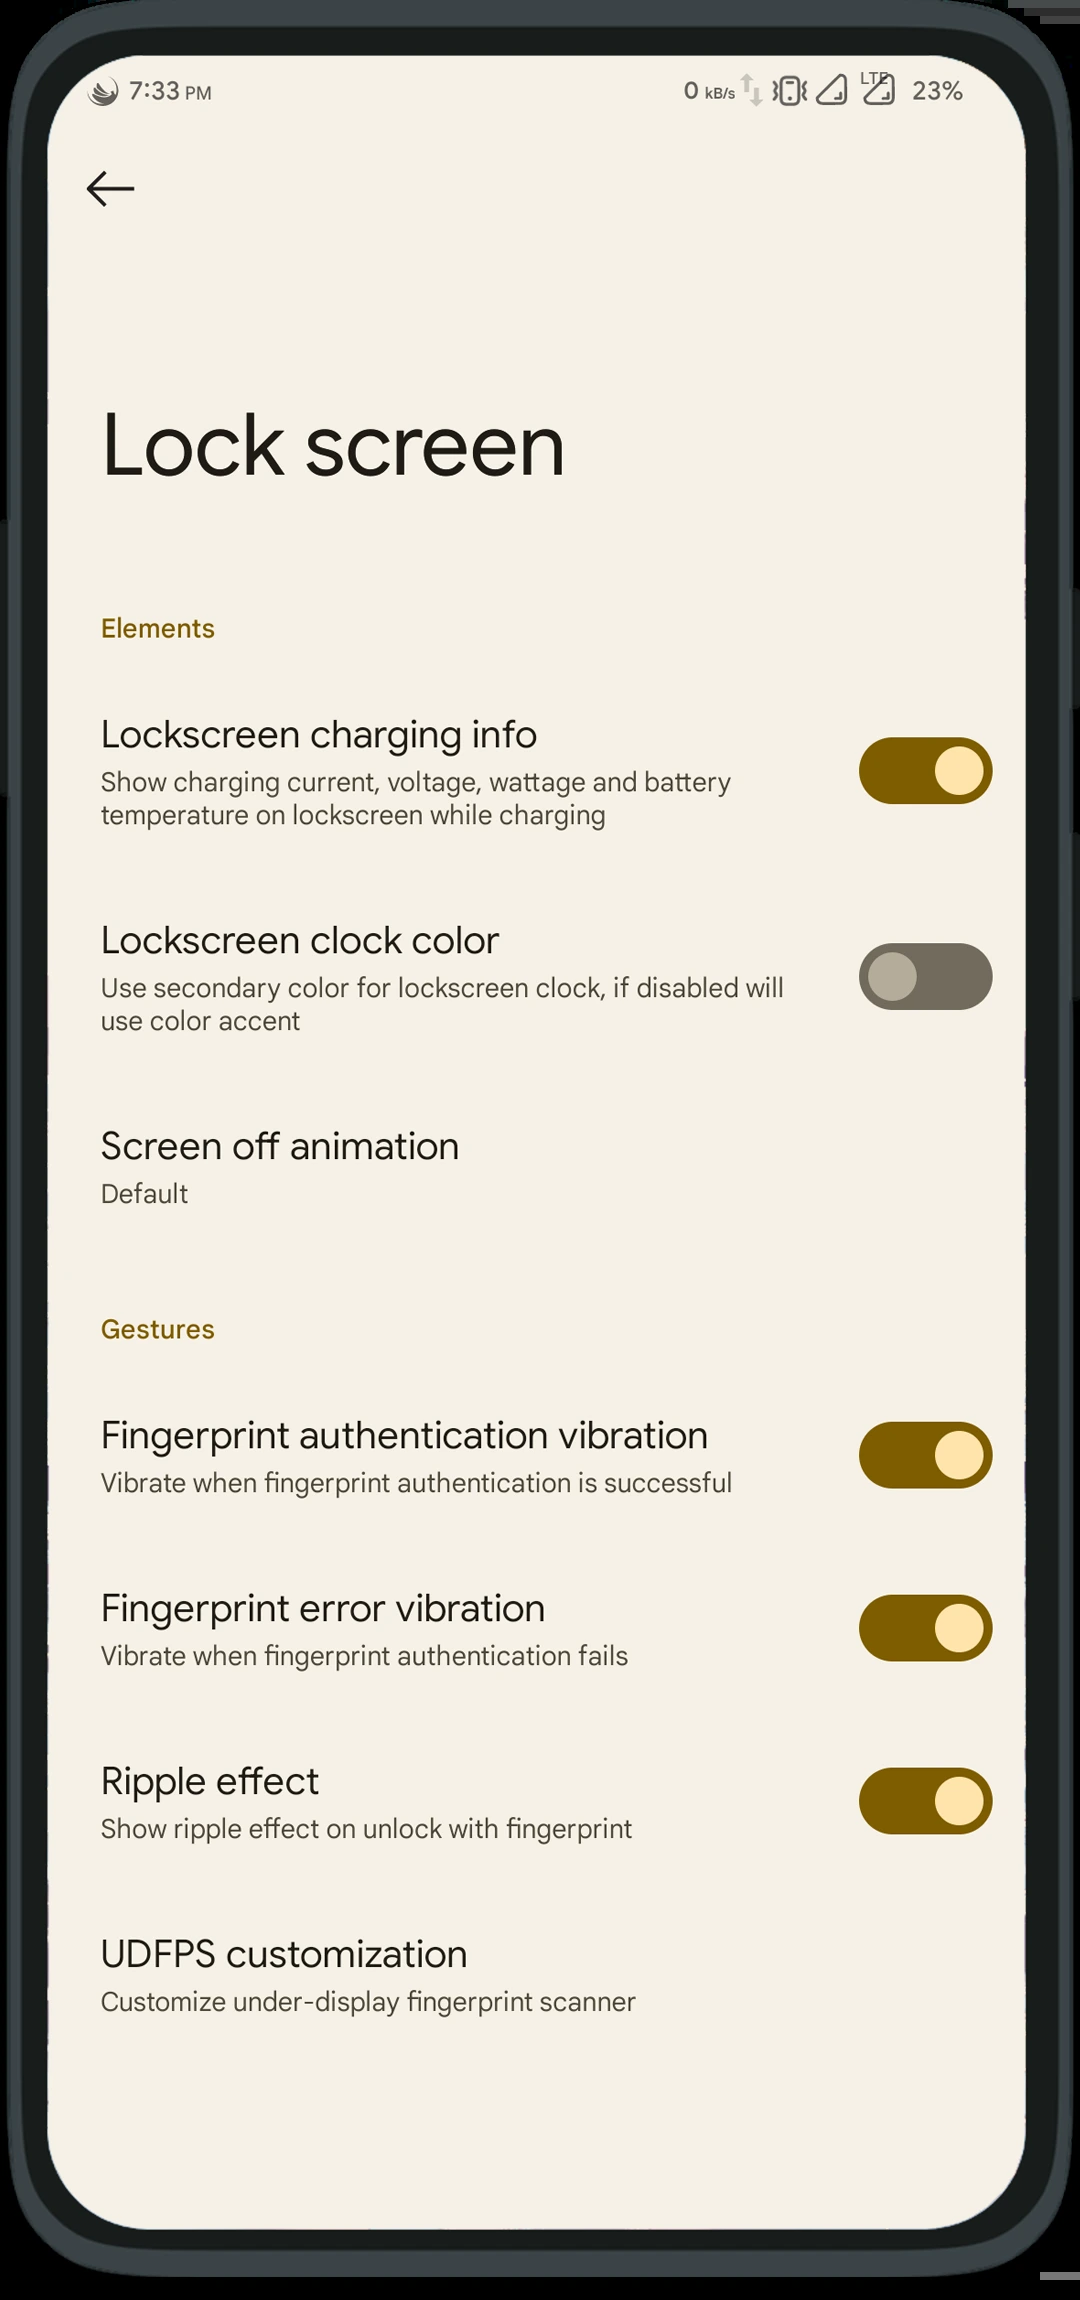 7:33 PM
0 kB/s LTE 23%
Lock screen
Elements
Lockscreen charging info
Show charging current, voltage, wattage and battery
temperature on lockscreen while charging
Lockscreen clock color
Use secondary color for lockscreen clock, if disabled will
use color accent
Screen off animation
Default
Gestures
Fingerprint authentication vibration
Vibrate when fingerprint authentication is successful
Fingerprint error vibration
Vibrate when fingerprint authentication fails
Ripple effect
Show ripple effect on unlock with fingerprint
UDFPS customization
Customize under-display fingerprint scanner